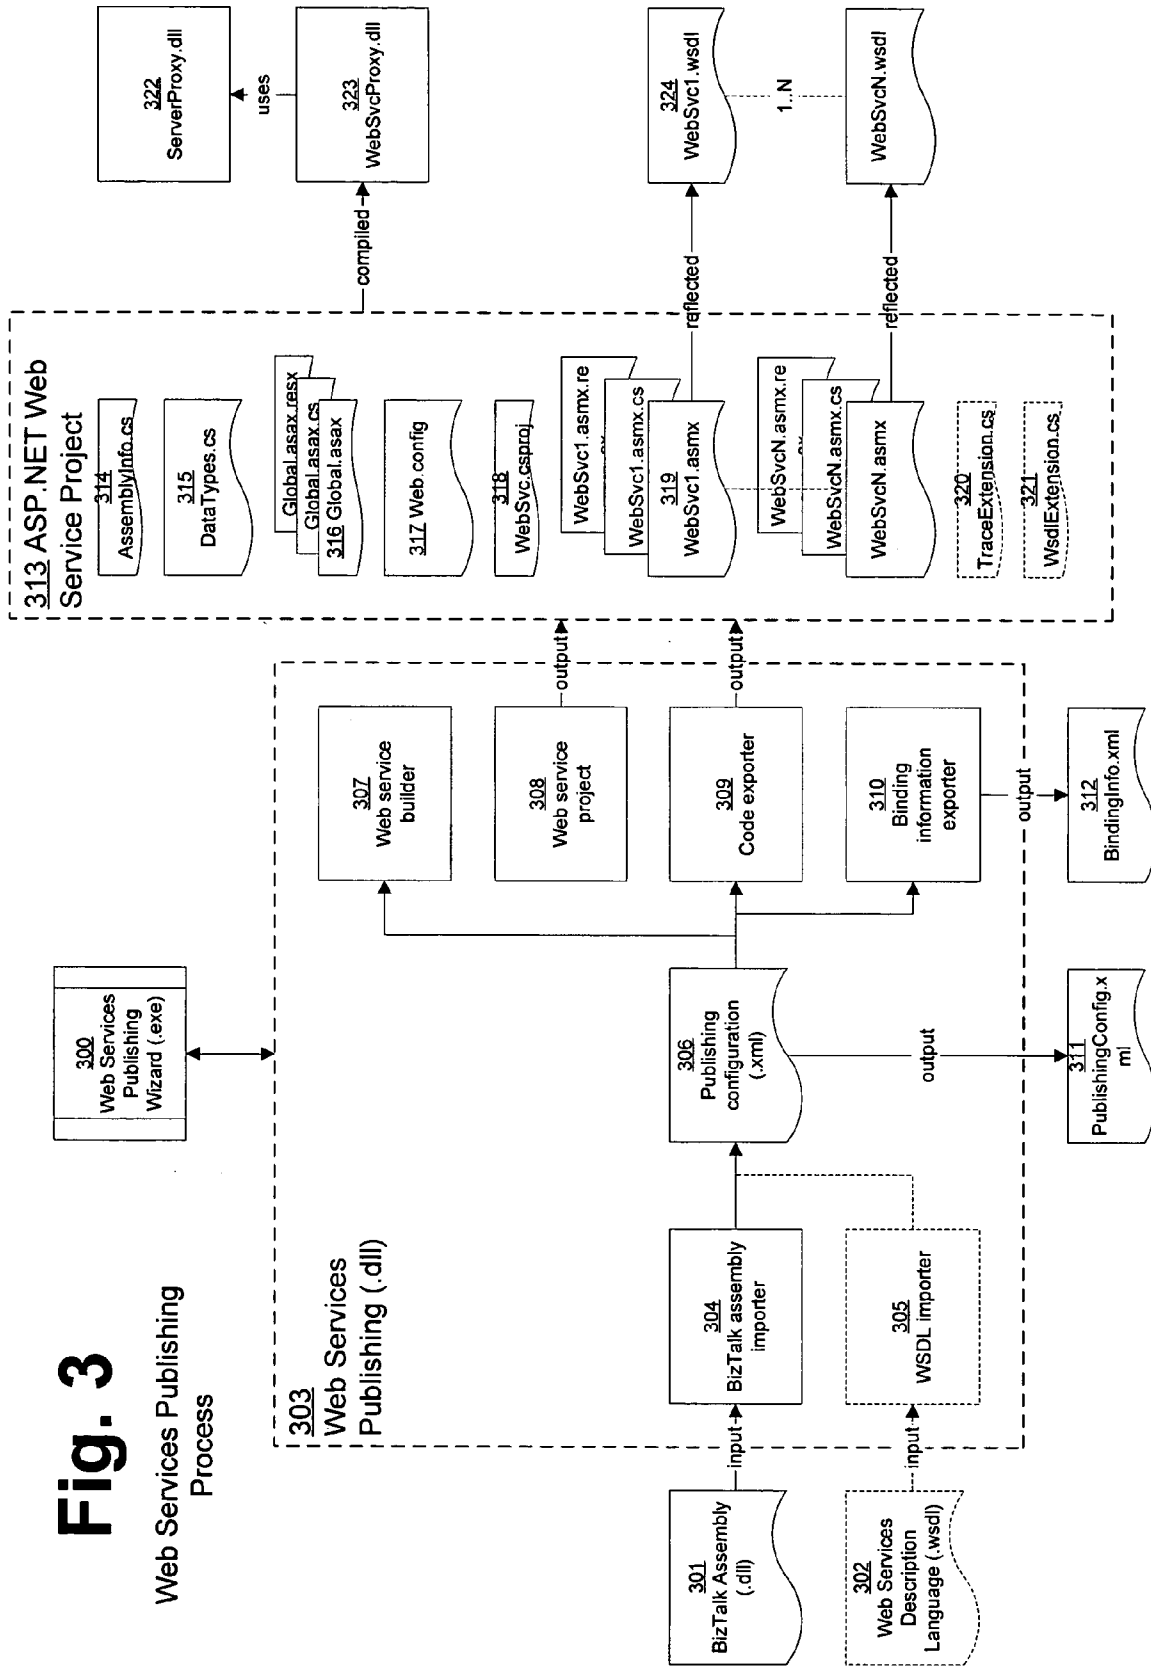 Fig. 3
Web Services Publishing
Process
300
Web Services
Publishing
Wizard (.exe)
303
Web Services
Publishing (.dll)
301
BizTalk Assembly
(.dll)
input
304
BizTalk assembly
importer
302
Web Services
Description
Language (.wsdl)
input
305
WSDL importer
306
Publishing
configuration
(.xml)
output
311
PublishingConfig.x
ml
307
Web service
builder
308
Web service
project
output
309
Code exporter
output
310
Binding
information
exporter
output
312
BindingInfo.xml
313 ASP.NET Web
Service Project
314
AssemblyInfo.cs
315
DataTypes.cs
Global.asax.resx
Global.asax.cs
316 Global.asax
317 Web.config
318
WebSvc.csproj
WebSvc1.asmx.re
WebSvc1.asmx.cs
319
WebSvc1.asmx
WebSvcN.asmx.re
WebSvcN.asmx.cs
WebSvcN.asmx
320
TraceExtension.cs
321
WsdlExtension.cs
compiled
322
ServerProxy.dll
uses
323
WebSvcProxy.dll
reflected
324
WebSvc1.wsdl
1..N
reflected
WebSvcN.wsdl